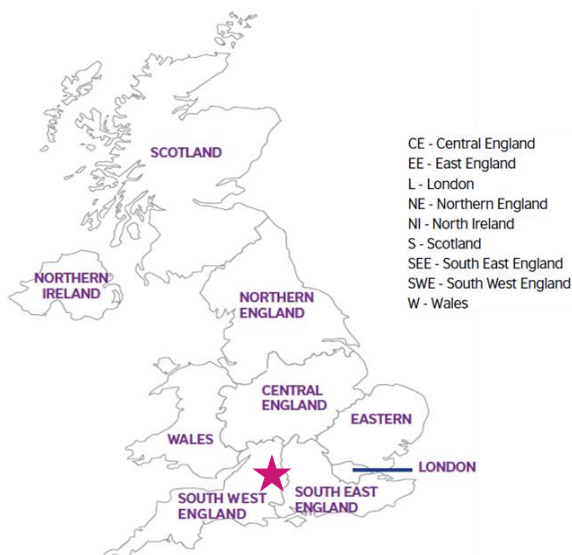 SCOTLAND
NORTHERN
IRELAND
NORTHERN
ENGLAND
CENTRAL
ENGLAND
EASTERN
WALES
LONDON
SOUTH WEST
ENGLAND
SOUTH EAST
ENGLAND
CE - Central England
EE - East England
L - London
NE - Northern England
NI - North Ireland
S - Scotland
SEE - South East England
SWE - South West England
W - Wales